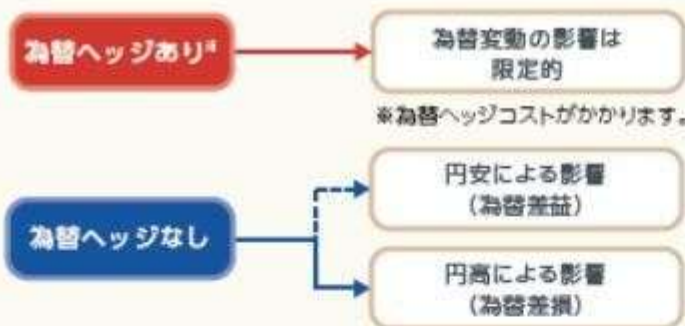 為替ヘッジあり※
為替変動の影響は
限定的
※為替ヘッジコストがかかります。
為替ヘッジなし
円安による影響
(為替差益)
円高による影響
(為替差損)